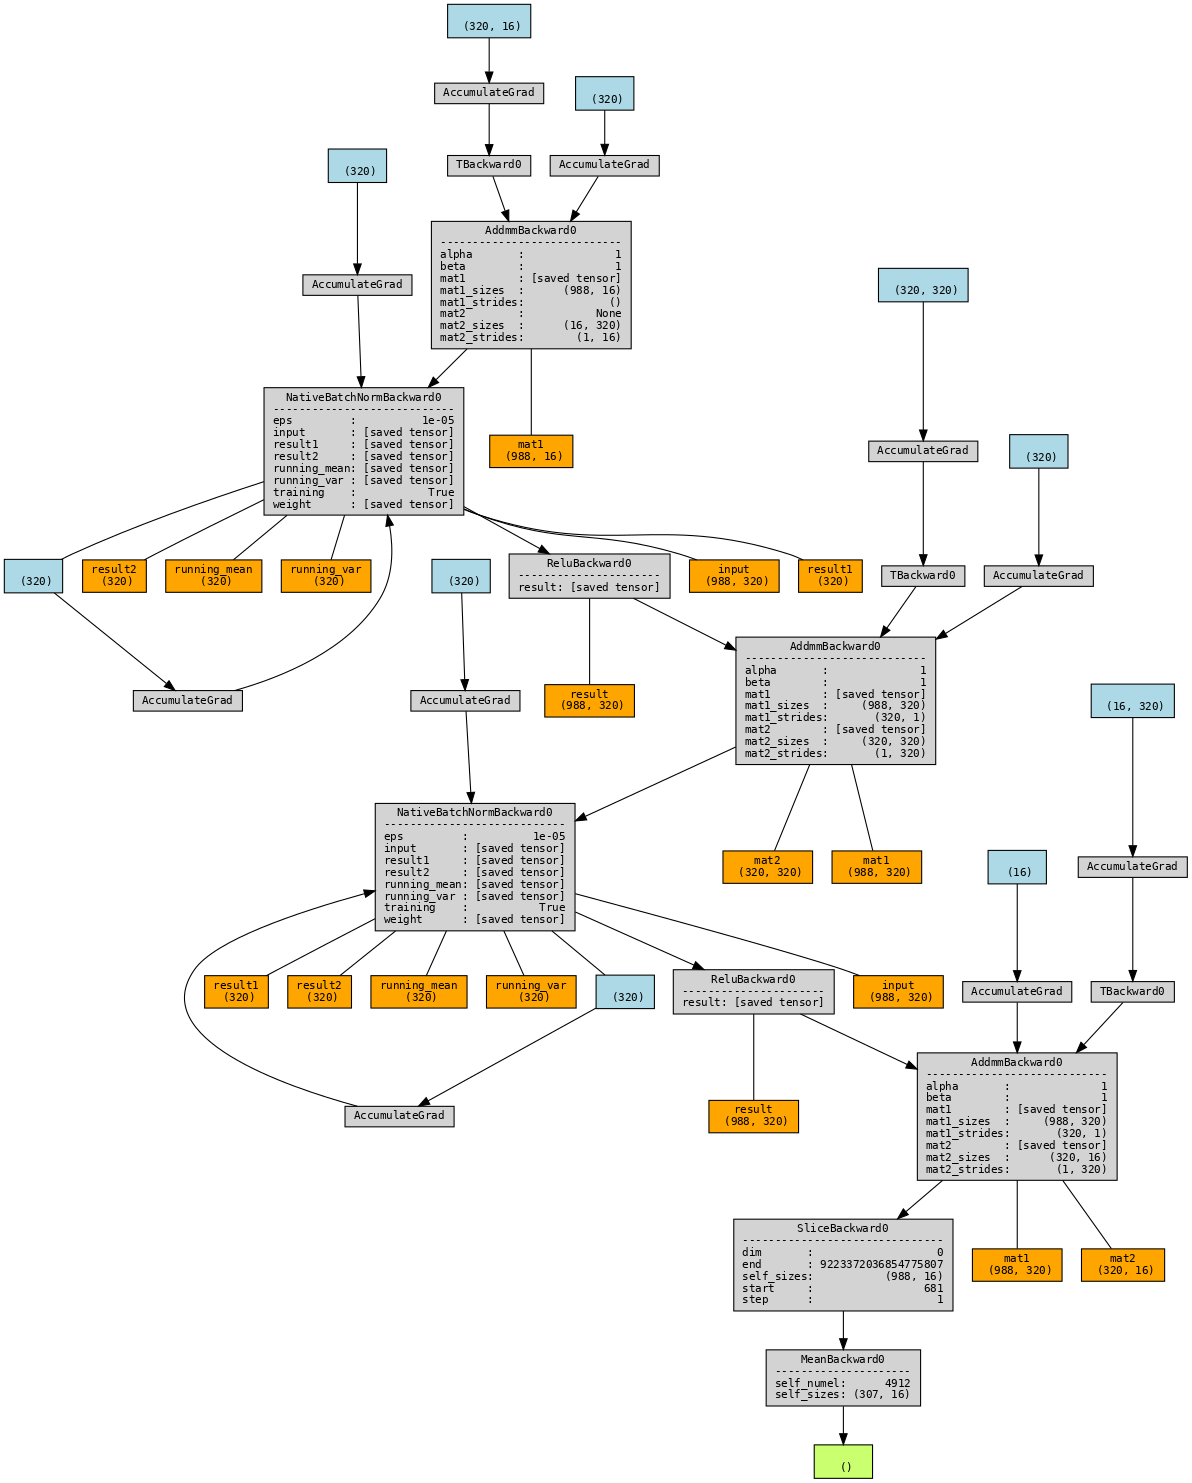 (320, 16)
AccumulateGrad
(320)
TBackward0
AccumulateGrad
(320)
AccumulateGrad
AddmmBackward0
----------------------------
alpha       :              1
beta        :              1
mat1        : [saved tensor]
mat1_sizes  :      (988, 16)
mat1_strides:             ()
mat2        :           None
mat2_sizes  :      (16, 320)
mat2_strides:        (1, 16)
(320, 320)
NativeBatchNormBackward0
----------------------------
eps         :          1e-05
input       : [saved tensor]
result1     : [saved tensor]
result2     : [saved tensor]
running_mean: [saved tensor]
running_var : [saved tensor]
training    :           True
weight      : [saved tensor]
mat1
(988, 16)
AccumulateGrad
(320)
(320)
result2
(320)
running_mean
(320)
running_var
(320)
(320)
ReluBackward0
----------------------
result: [saved tensor]
input
(988, 320)
result1
(320)
TBackward0
AccumulateGrad
AccumulateGrad
AccumulateGrad
result
(988, 320)
AddmmBackward0
----------------------------
alpha       :              1
beta        :              1
mat1        : [saved tensor]
mat1_sizes  :     (988, 320)
mat1_strides:       (320, 1)
mat2        : [saved tensor]
mat2_sizes  :     (320, 320)
mat2_strides:       (1, 320)
(16, 320)
NativeBatchNormBackward0
----------------------------
eps         :          1e-05
input       : [saved tensor]
result1     : [saved tensor]
result2     : [saved tensor]
running_mean: [saved tensor]
running_var : [saved tensor]
training    :           True
weight      : [saved tensor]
mat2
(320, 320)
mat1
(988, 320)
(16)
AccumulateGrad
result1
(320)
result2
(320)
running_mean
(320)
running_var
(320)
(320)
ReluBackward0
----------------------
result: [saved tensor]
input
(988, 320)
AccumulateGrad
TBackward0
AccumulateGrad
result
(988, 320)
AddmmBackward0
----------------------------
alpha       :              1
beta        :              1
mat1        : [saved tensor]
mat1_sizes  :     (988, 320)
mat1_strides:       (320, 1)
mat2        : [saved tensor]
mat2_sizes  :      (320, 16)
mat2_strides:       (1, 320)
SliceBackward0
-------------------------------
dim       :                   0
end       : 9223372036854775807
self_sizes:           (988, 16)
start     :                 681
step      :                   1
mat1
(988, 320)
mat2
(320, 16)
MeanBackward0
---------------------
self_numel:      4912
self_sizes: (307, 16)
()